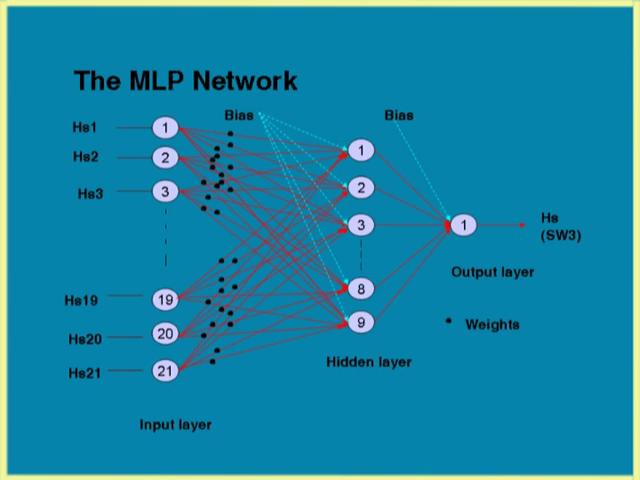 The MLP Network
Bias
Bias
Hs1
1
Hs2
2
Hs3
3
1
2
3
1
Hs
(SW3)
Output layer
8
Hs19
19
9
Weights
Hs20
20
Hidden layer
Hs21
21
Input layer